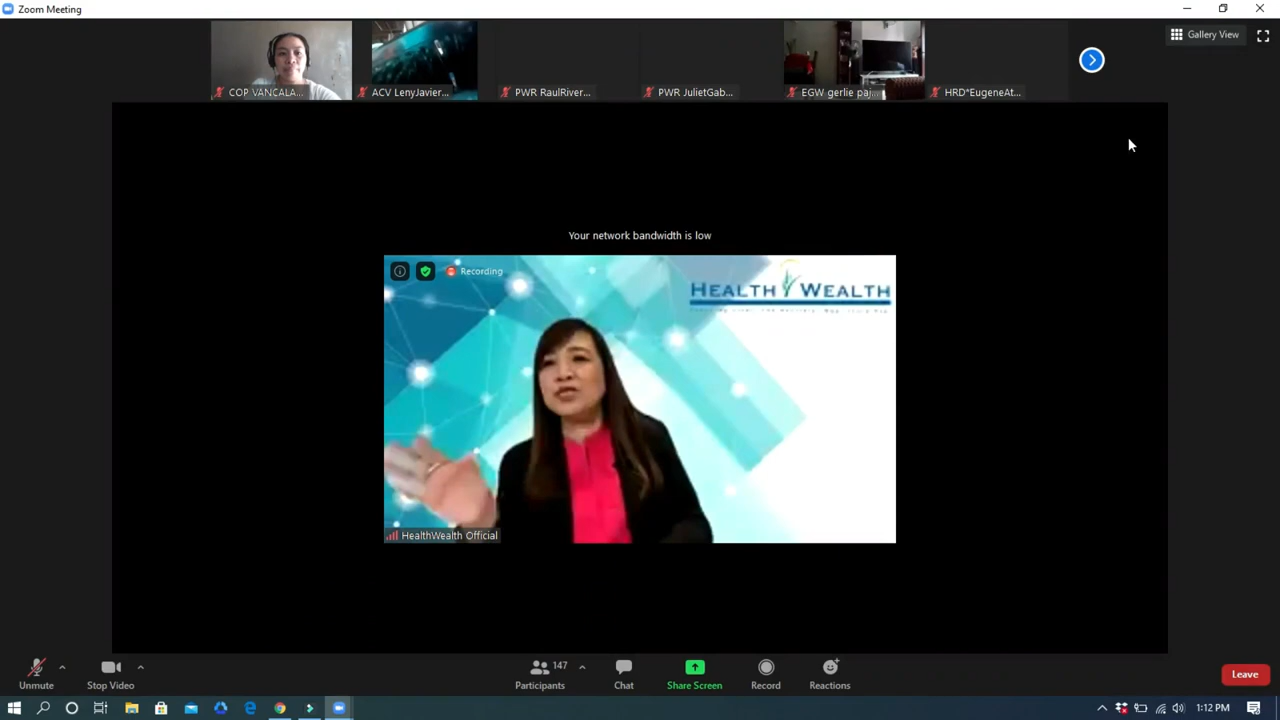 Zoom Meeting
Gallery View
COP VANCALA...
ACV LenyJavier...
PWR RaulRiver...
PWR JulietGab...
EGW gerlie paj...
HRD*EugeneAt...
Your network bandwidth is low
Recording
HEALTH WEALTH
HealthWealth Official
147
Unmute
Stop Video
Participants
Chat
Share Screen
Record
Reactions
Leave
1:12 PM